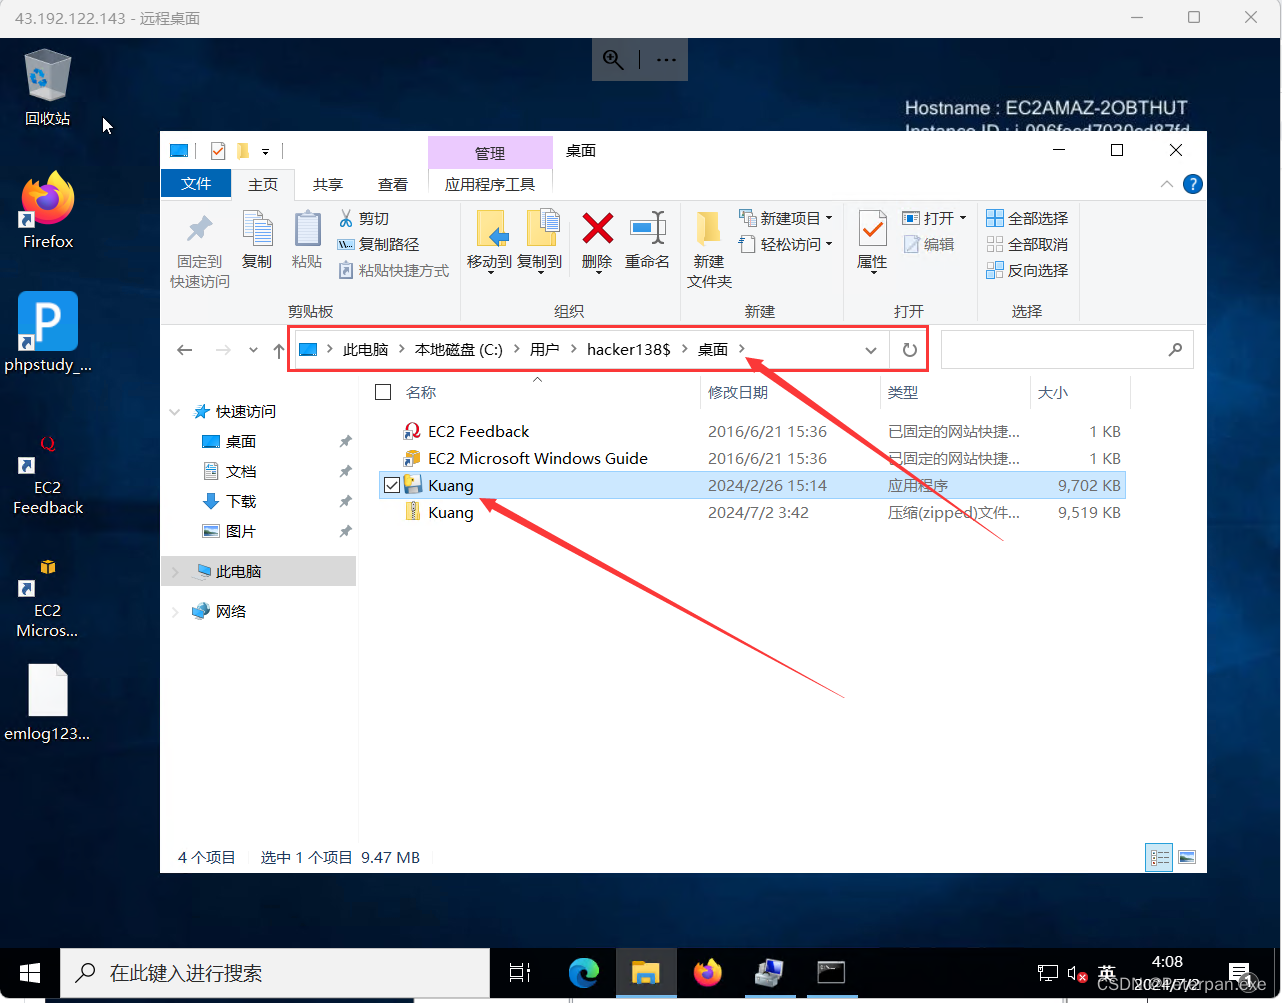 43.192.122.143 - 远程桌面
回收站
Hostname : EC2AMAZ-2OBTHUT
管理
桌面
文件
主页
共享
查看
应用程序工具
固定到
快速访问
复制
粘贴
剪切
复制路径
粘贴快捷方式
剪贴板
移动到
复制到
删除
重命名
组织
新建
文件夹
新建项目
轻松访问
新建
属性
打开
编辑
打开
全部选择
全部取消
反向选择
选择
此电脑
本地磁盘 (C:)
用户
hacker138$
桌面
名称
修改日期
类型
大小
EC2 Feedback
2016/6/21 15:36
已固定的网站快捷...
1 KB
EC2 Microsoft Windows Guide
2016/6/21 15:36
已固定的网站快捷...
1 KB
Kuang
2024/2/26 15:14
应用程序
9,702 KB
Kuang
2024/7/2 3:42
压缩(zipped)文件...
9,519 KB
快速访问
桌面
文档
下载
图片
此电脑
网络
4 个项目
选中 1 个项目 9.47 MB
Firefox
phpstudy_...
EC2
Feedback
EC2
Micros...
emlog123...
在此键入进行搜索
英
4:08
2024/7/2
1
CSDN @Peterpan.exe